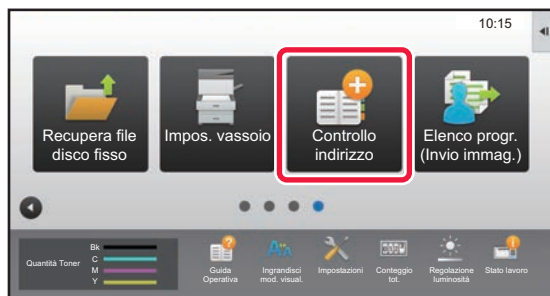 10:15
Recupera file
disco fisso
Impos. vassoio
Controllo
indirizzo
Elenco progr.
(Invio immag.)
Quantità Toner
Bk
C
M
Y
Guida
Operativa
Ingrandisci
mod. visual.
Impostazioni
Conteggio
tot.
Regolazione
luminosità
Stato lavoro